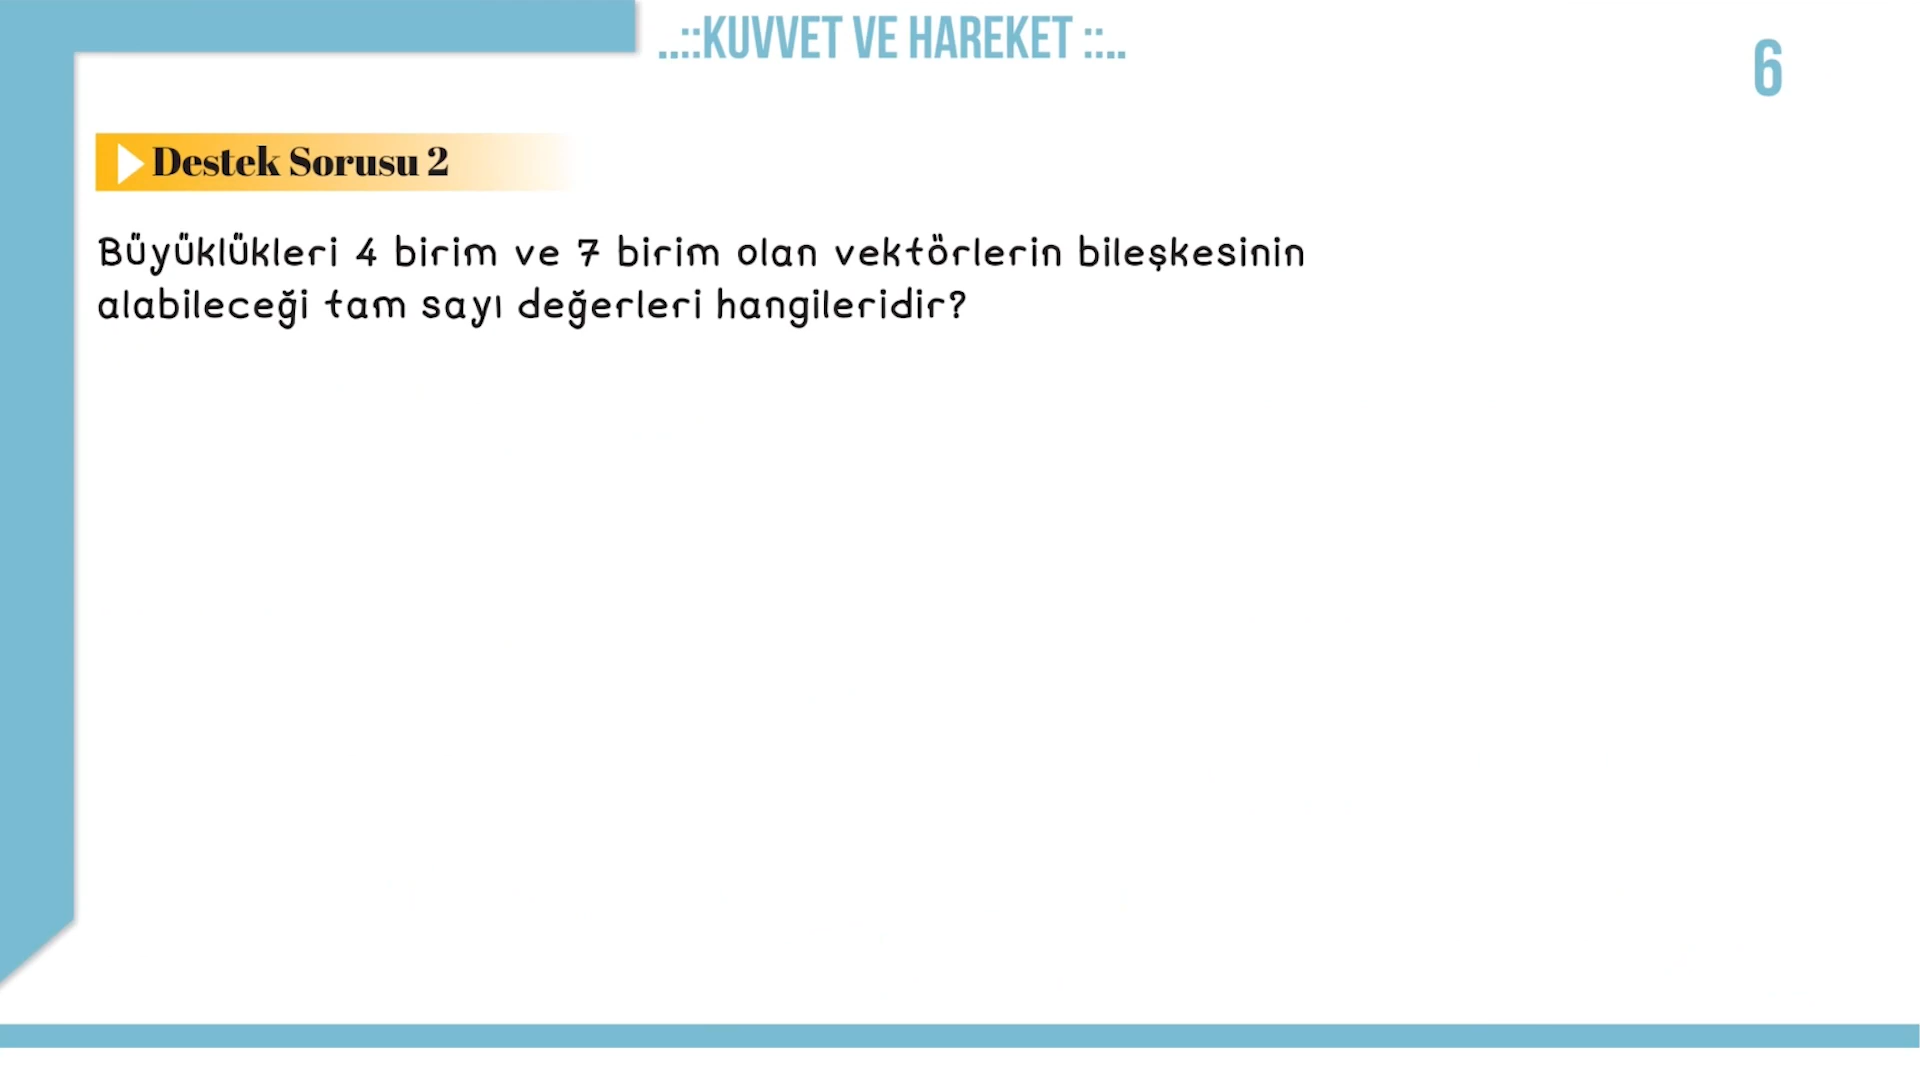 ..::KUVVET VE HAREKET ::..
6
Destek Sorusu 2
Büyüklükleri 4 birim ve 7 birim olan vektörlerin bileşkesinin
alabileceği tam sayı değerleri hangileridir?